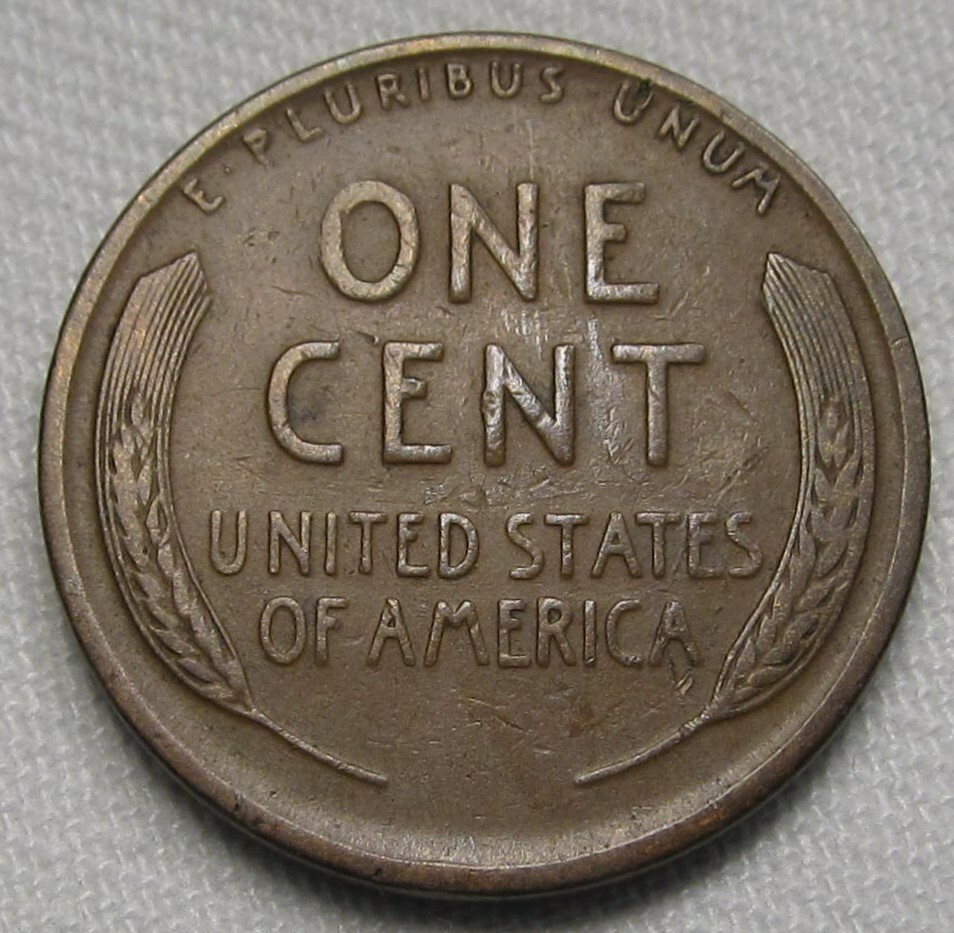 E · PLURIBUS · UNUM
ONE
CENT
UNITED STATES
OF AMERICA